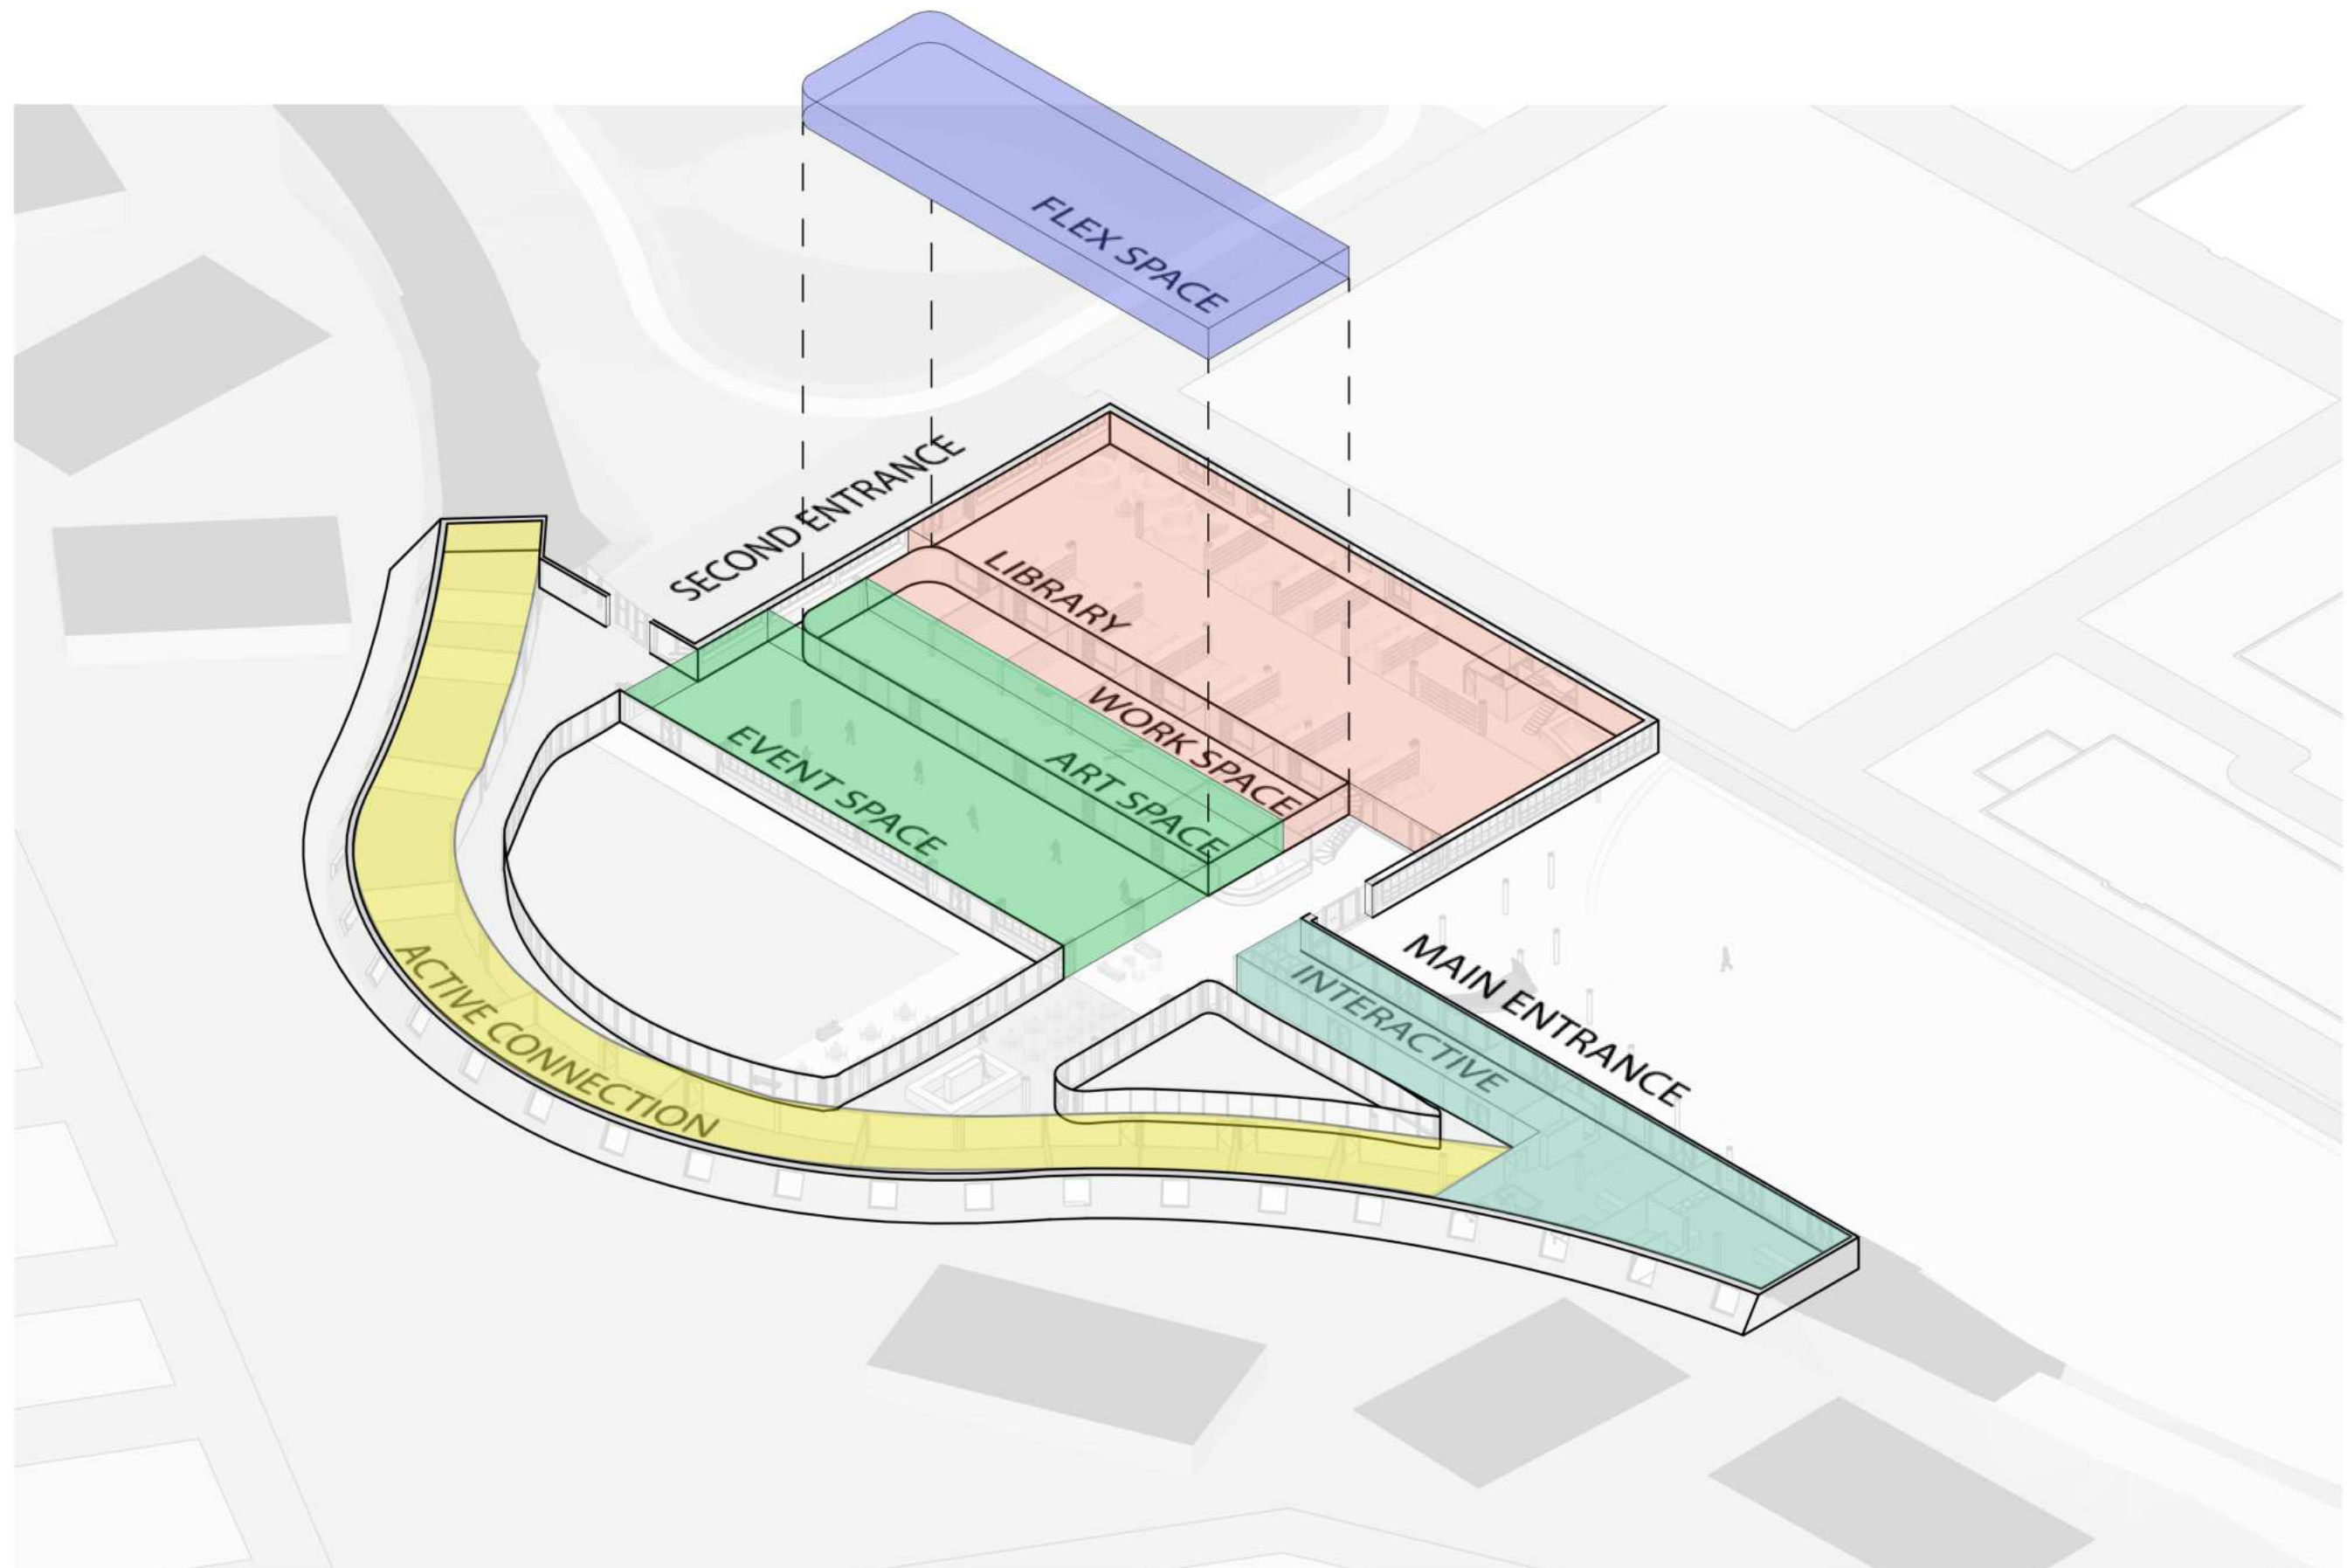 FLEX SPACE
SECOND ENTRANCE
LIBRARY
WORK SPACE
ART SPACE
EVENT SPACE
MAIN ENTRANCE
INTERACTIVE
ACTIVE CONNECTION